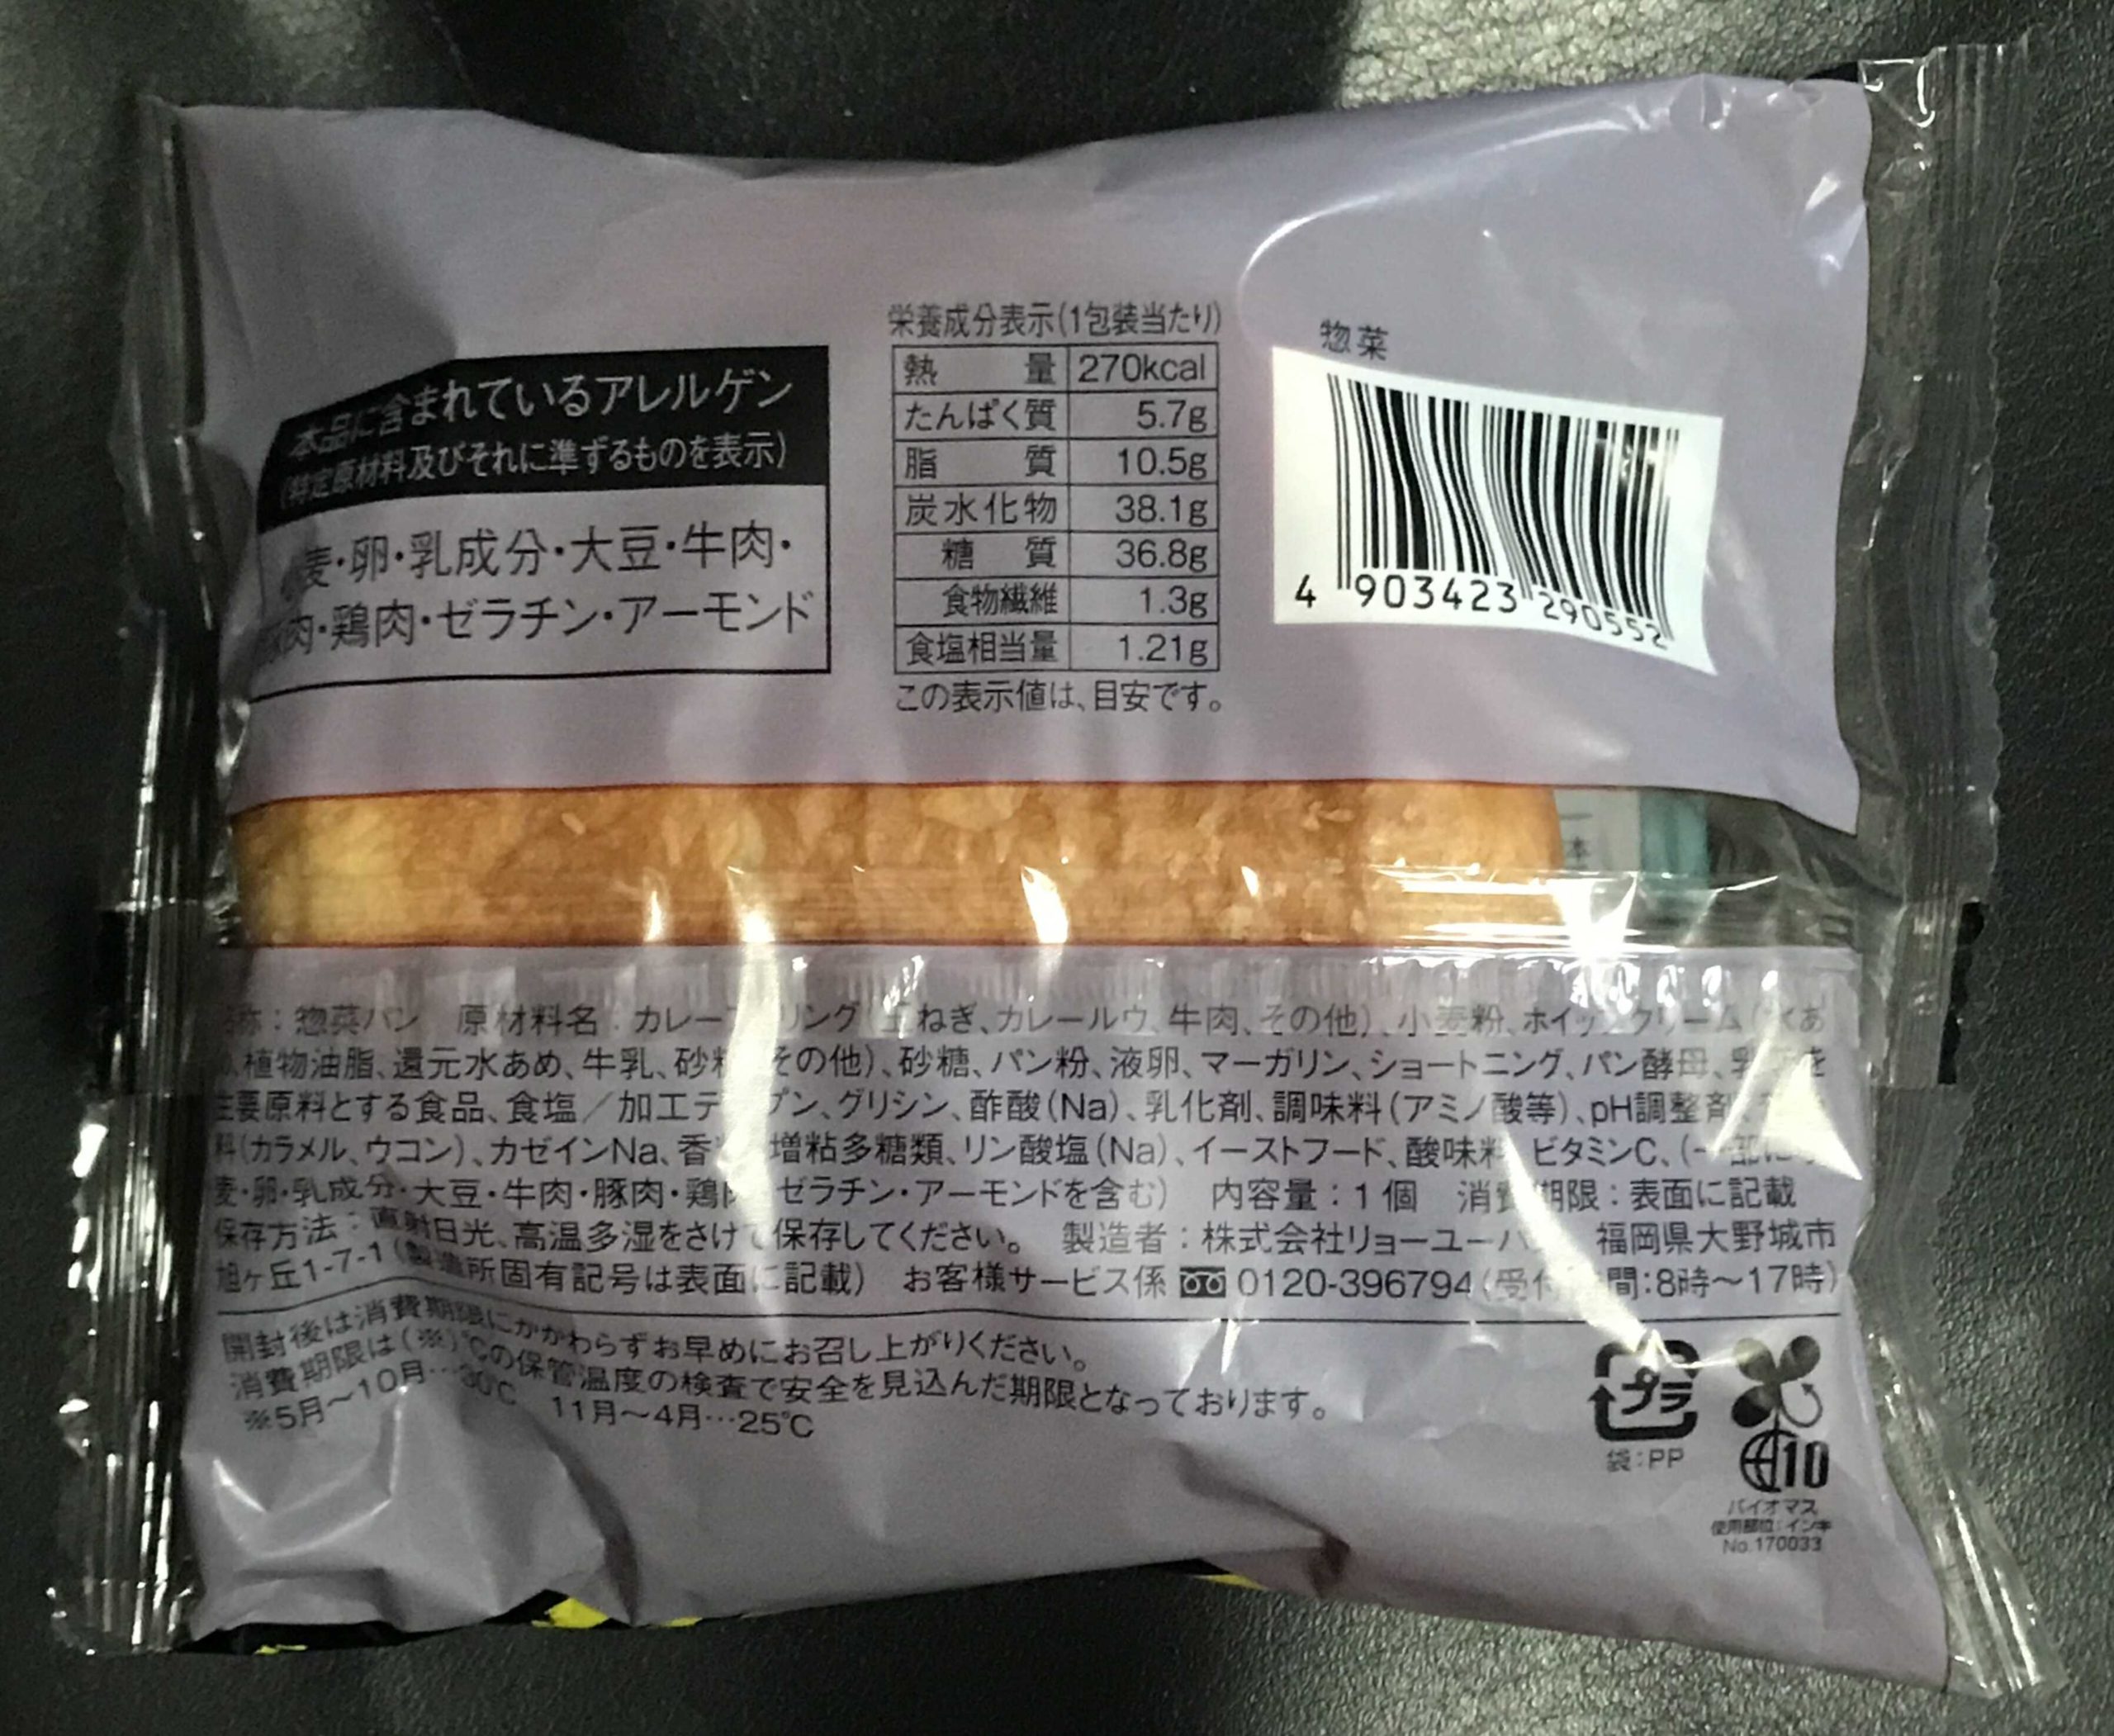 本品に含まれているアレルゲン
(特定原材料及びそれに準ずるものを表示)
麦・卵・乳成分・大豆・牛肉・
肉・鶏肉・ゼラチン・アーモンド
栄養成分表示(1包装当たり)
熱量 270kcal
たんぱく質 5.7g
脂質 10.5g
炭水化物 38.1g
糖質 36.8g
食物繊維 1.3g
食塩相当量 1.21g
この表示値は、目安です。
惣菜
4 903423 290552
称:惣菜パン 原材料名:カレー リング(玉ねぎ、カレールウ、牛肉、その他)、小麦粉、ホイップクリーム(水あ
、植物油脂、還元水あめ、牛乳、砂糖、その他)、砂糖、パン粉、液卵、マーガリン、ショートニング、パン酵母、乳 を
主要原料とする食品、食塩/加工デ プン、グリシン、酢酸(Na)、乳化剤、調味料(アミノ酸等)、pH調整剤、
料(カラメル、ウコン)、カゼインNa、香 増粘多糖類、リン酸塩(Na)、イーストフード、酸味料、ビタミンC、(一部に
麦・卵・乳成分・大豆・牛肉・豚肉・鶏肉 ゼラチン・アーモンドを含む) 内容量:1個 消費期限:表面に記載
保存方法:直射日光、高温多湿をさけて保存してください。 製造者:株式会社リョーユーパン 福岡県大野城市
旭ヶ丘1-7-1(製造所固有記号は表面に記載) お客様サービス係 0120-396794(受付時間:8時〜17時)
開封後は消費期限にかかわらずお早めにお召し上がりください。
消費期限は(※)℃の保管温度の検査で安全を見込んだ期限となっております。
※5月〜10月…30℃ 11月〜4月…25℃
プラ
袋:PP
10
バイオマス
使用部位:インキ
No.170033